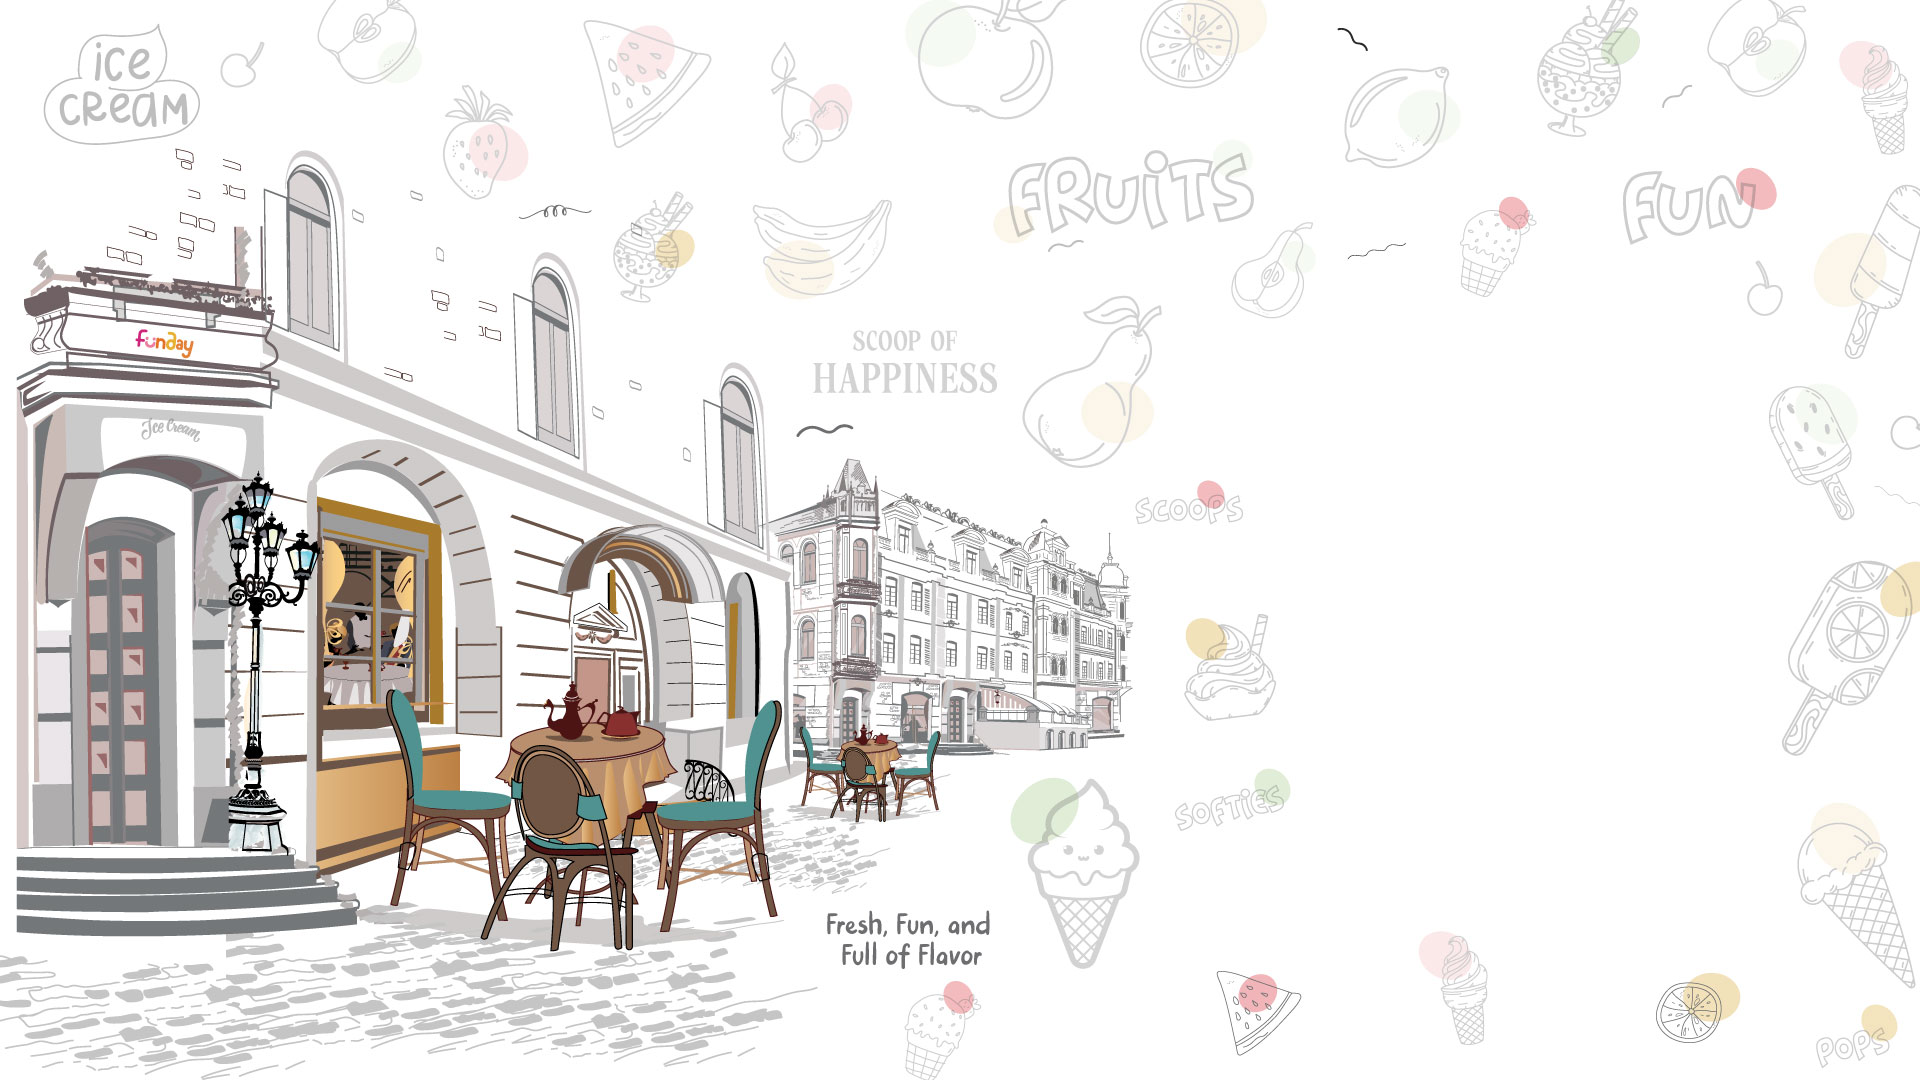 ice
CREAM
FRUITS
FUN
funday
SCOOP OF
HAPPINESS
Ice Cream
SCOOPS
SOFTIES
Fresh, Fun, and
Full of Flavor
POPS